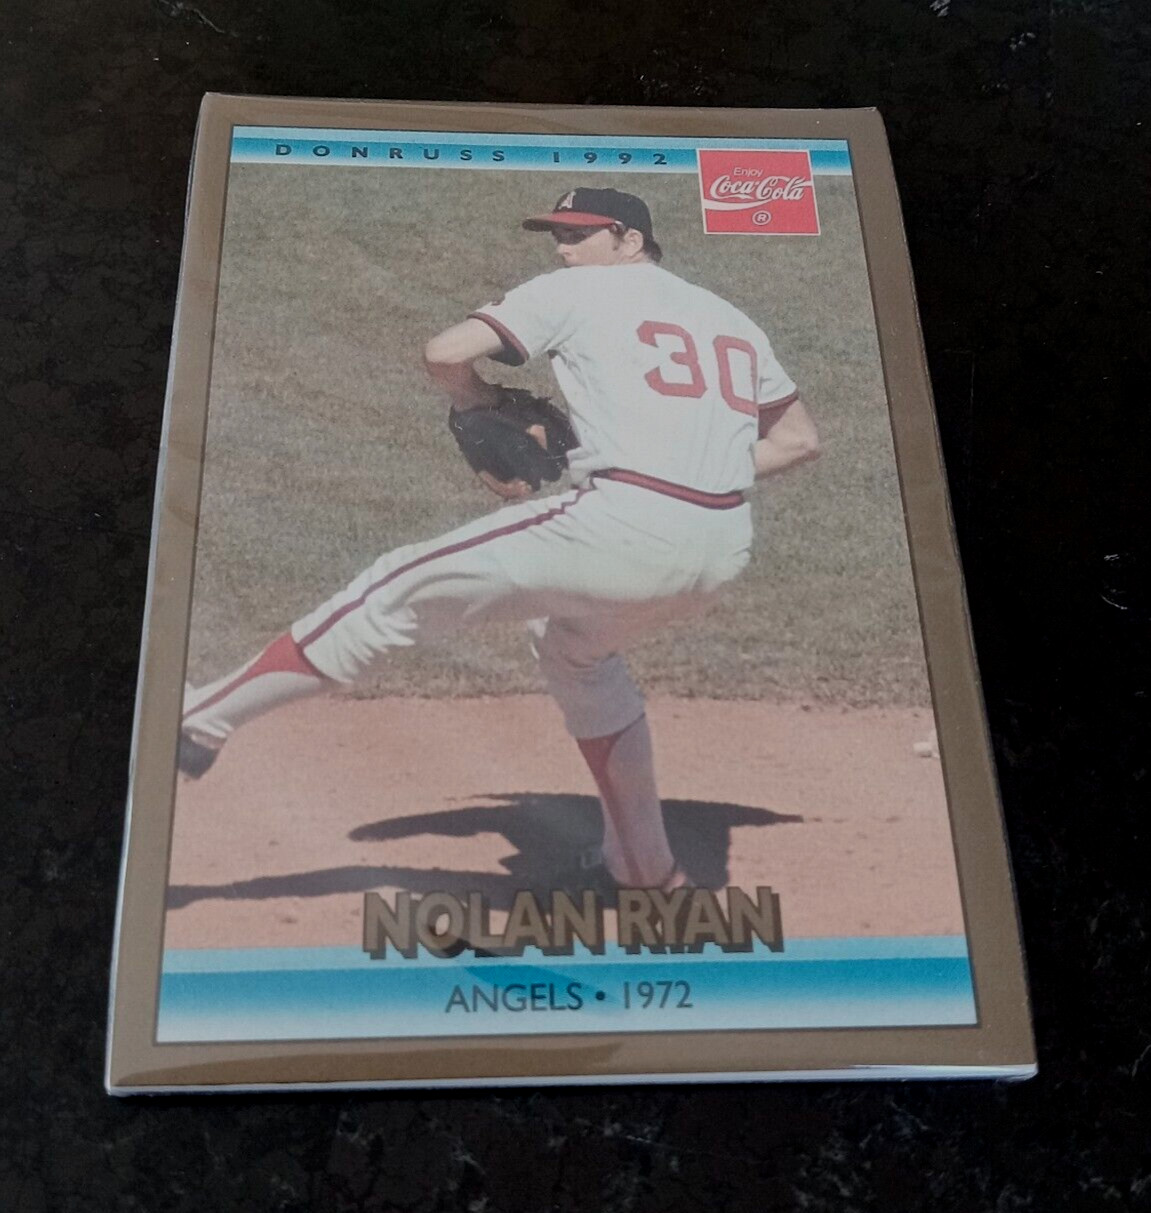 DONRUSS 1992
Enjoy
Coca-Cola
®
A
30
NOLAN RYAN
ANGELS • 1972